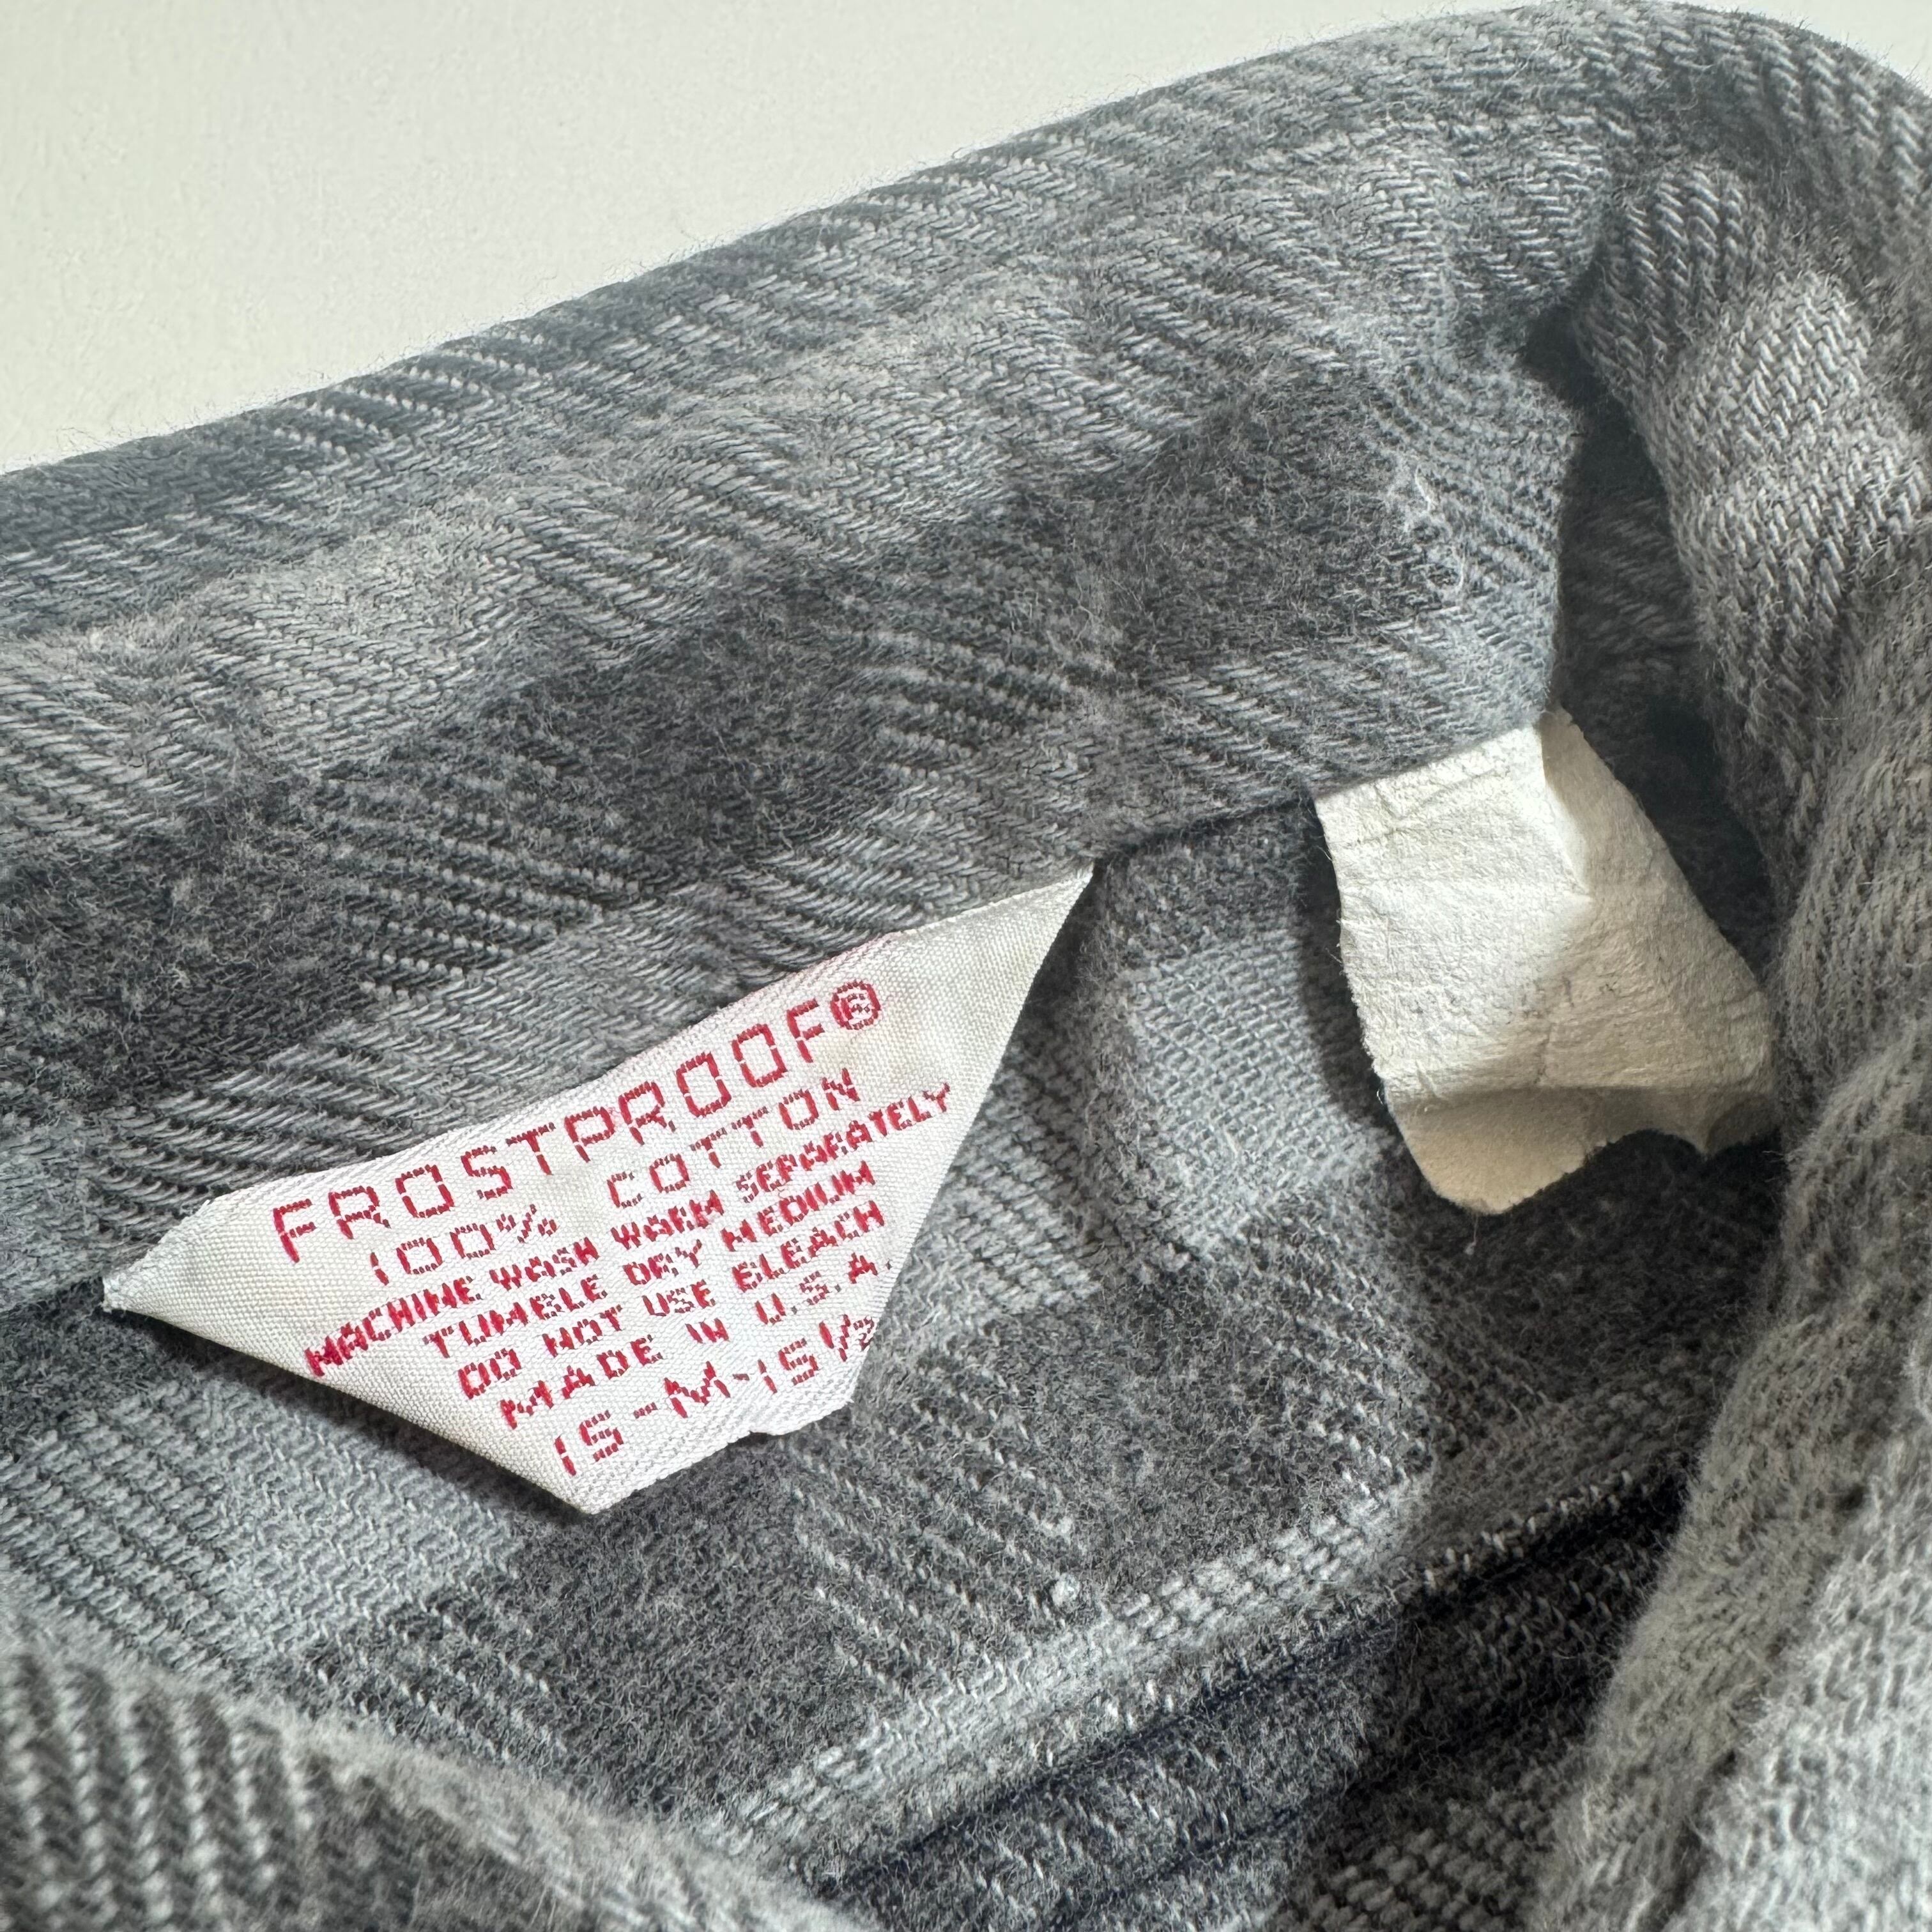 FROSTPROOF®
100% COTTON
MACHINE WASH WARM SEPARATELY
TUMBLE DRY MEDIUM
DO NOT USE BLEACH
MADE IN U.S.A.
15-M-15½